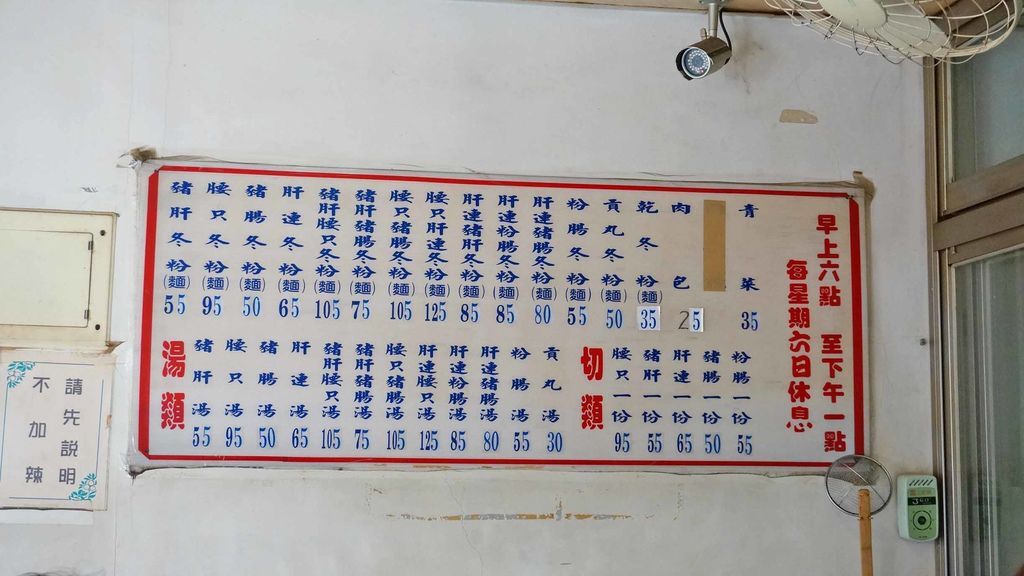 早上六點 至下午一點
每星期六日休息
青菜 35
肉包 25
乾冬粉(麵) 35
貢丸冬粉(麵) 50
粉腸冬粉(麵) 55
肝連豬腸冬粉(麵) 80
肝連粉腸冬粉(麵) 85
肝連豬肝冬粉(麵) 85
腰只肝連冬粉(麵) 125
腰只豬腸冬粉(麵) 105
豬肝豬腸冬粉(麵) 75
豬肝腰只冬粉(麵) 105
肝連冬粉(麵) 65
豬腸冬粉(麵) 50
腰只冬粉(麵) 95
豬肝冬粉(麵) 55
切類
粉腸一份 55
豬腸一份 50
肝連一份 65
豬肝一份 55
腰只一份 95
湯類
貢丸湯 30
粉腸湯 55
肝連豬腸湯 80
肝連粉腸湯 85
肝連腰只湯 125
腰只豬腸湯 105
豬肝豬腸湯 75
豬肝腰只湯 105
肝連湯 65
豬腸湯 50
腰只湯 95
豬肝湯 55
請先說明
不加辣